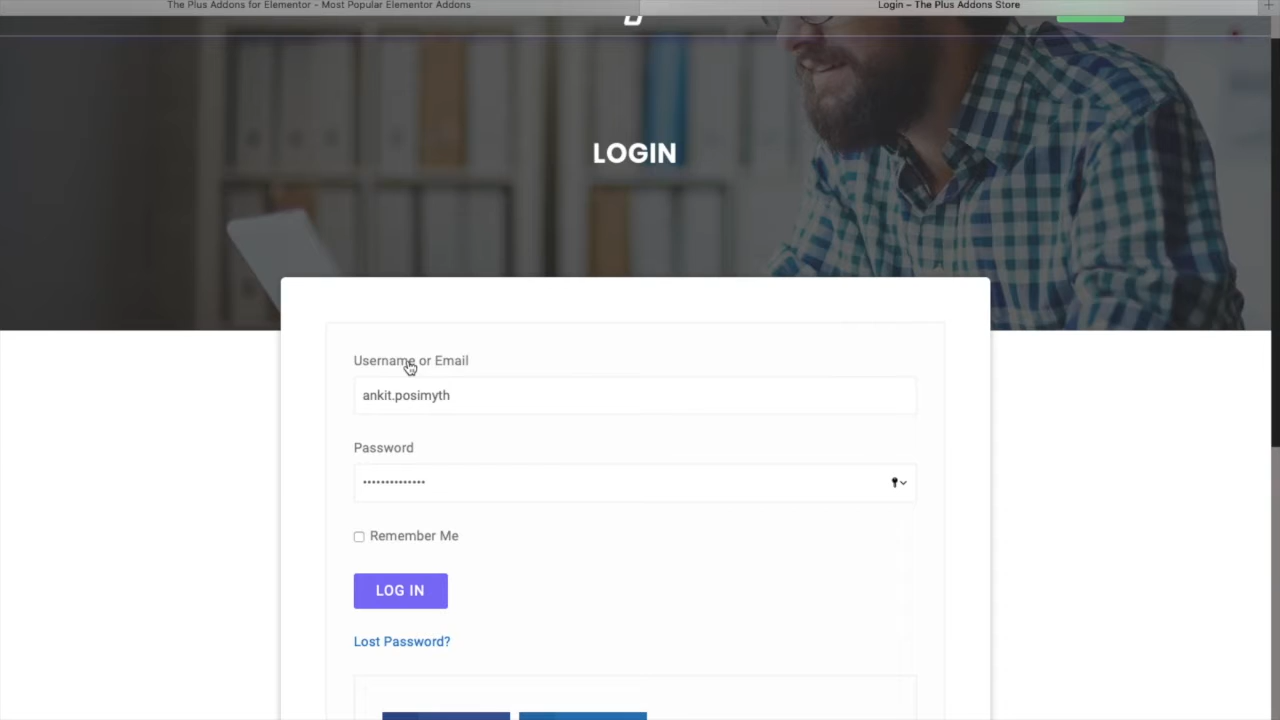 The Plus Addons for Elementor - Most Popular Elementor Addons
Login – The Plus Addons Store
LOGIN
Username or Email
ankit.posimyth
Password
••••••••••••••
Remember Me
LOG IN
Lost Password?